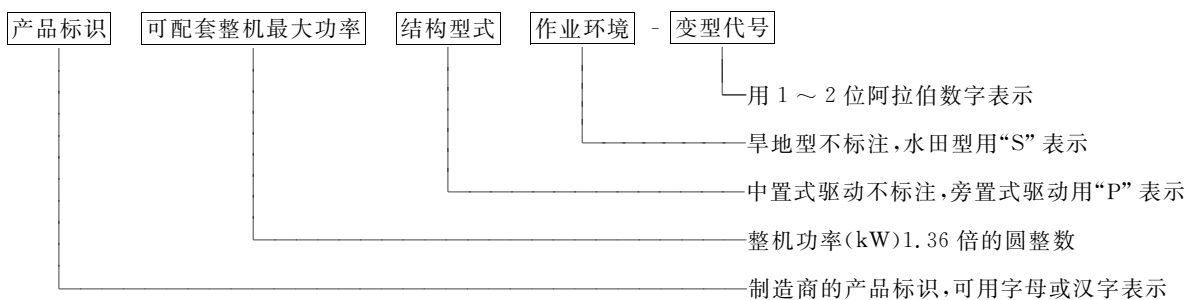 产品标识 可配套整机最大功率 结构型式 作业环境 - 变型代号
用1～2位阿拉伯数字表示
旱地型不标注,水田型用“S”表示
中置式驱动不标注,旁置式驱动用“P”表示
整机功率(kW)1.36倍的圆整数
制造商的产品标识,可用字母或汉字表示